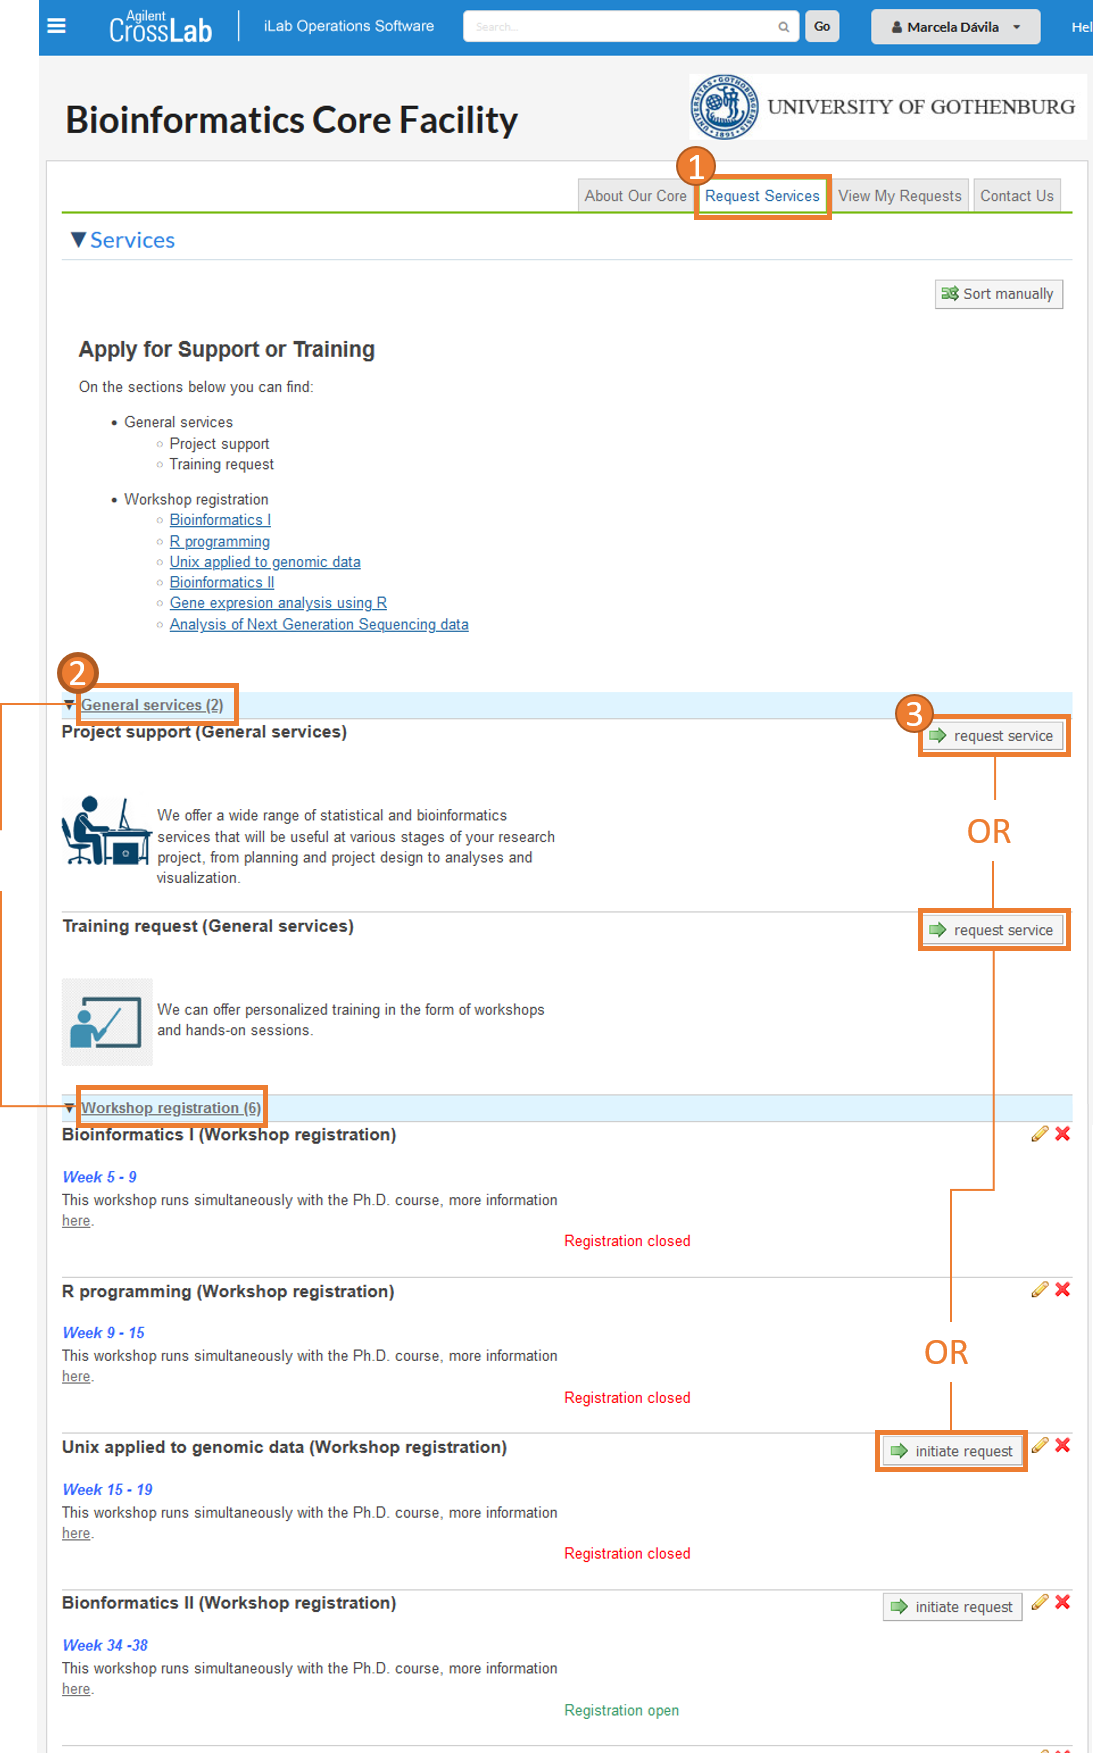 Agilent
CrossLab
iLab Operations Software
Search...
Go
Marcela Dávila
Hel
Bioinformatics Core Facility
UNIVERSITY OF GOTHENBURG
1
About Our Core
Request Services
View My Requests
Contact Us
▼Services
Sort manually
Apply for Support or Training
On the sections below you can find:
• General services
◦ Project support
◦ Training request
• Workshop registration
◦ Bioinformatics I
◦ R programming
◦ Unix applied to genomic data
◦ Bioinformatics II
◦ Gene expresion analysis using R
◦ Analysis of Next Generation Sequencing data
2
▼ General services (2)
3
Project support (General services)
request service
We offer a wide range of statistical and bioinformatics
services that will be useful at various stages of your research
project, from planning and project design to analyses and
visualization.
OR
Training request (General services)
request service
We can offer personalized training in the form of workshops
and hands-on sessions.
▼ Workshop registration (6)
Bioinformatics I (Workshop registration)
Week 5 - 9
This workshop runs simultaneously with the Ph.D. course, more information
here.
Registration closed
R programming (Workshop registration)
Week 9 - 15
This workshop runs simultaneously with the Ph.D. course, more information
here.
OR
Registration closed
Unix applied to genomic data (Workshop registration)
initiate request
Week 15 - 19
This workshop runs simultaneously with the Ph.D. course, more information
here.
Registration closed
Bionformatics II (Workshop registration)
initiate request
Week 34 -38
This workshop runs simultaneously with the Ph.D. course, more information
here.
Registration open